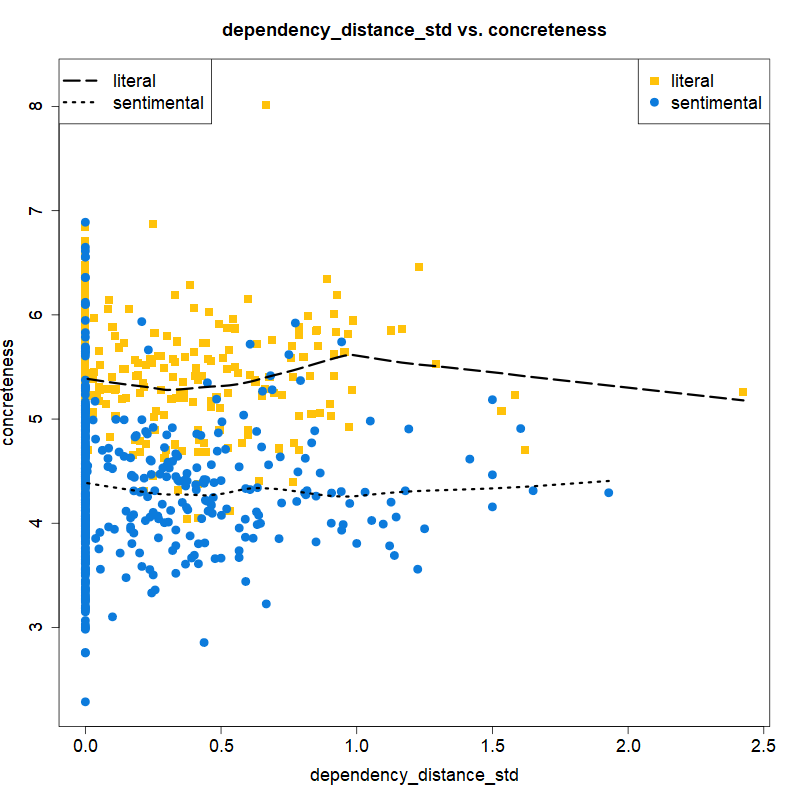 dependency_distance_std vs. concreteness
literal
sentimental
literal
sentimental
8
7
6
5
4
3
concreteness
0.0 0.5 1.0 1.5 2.0 2.5
dependency_distance_std